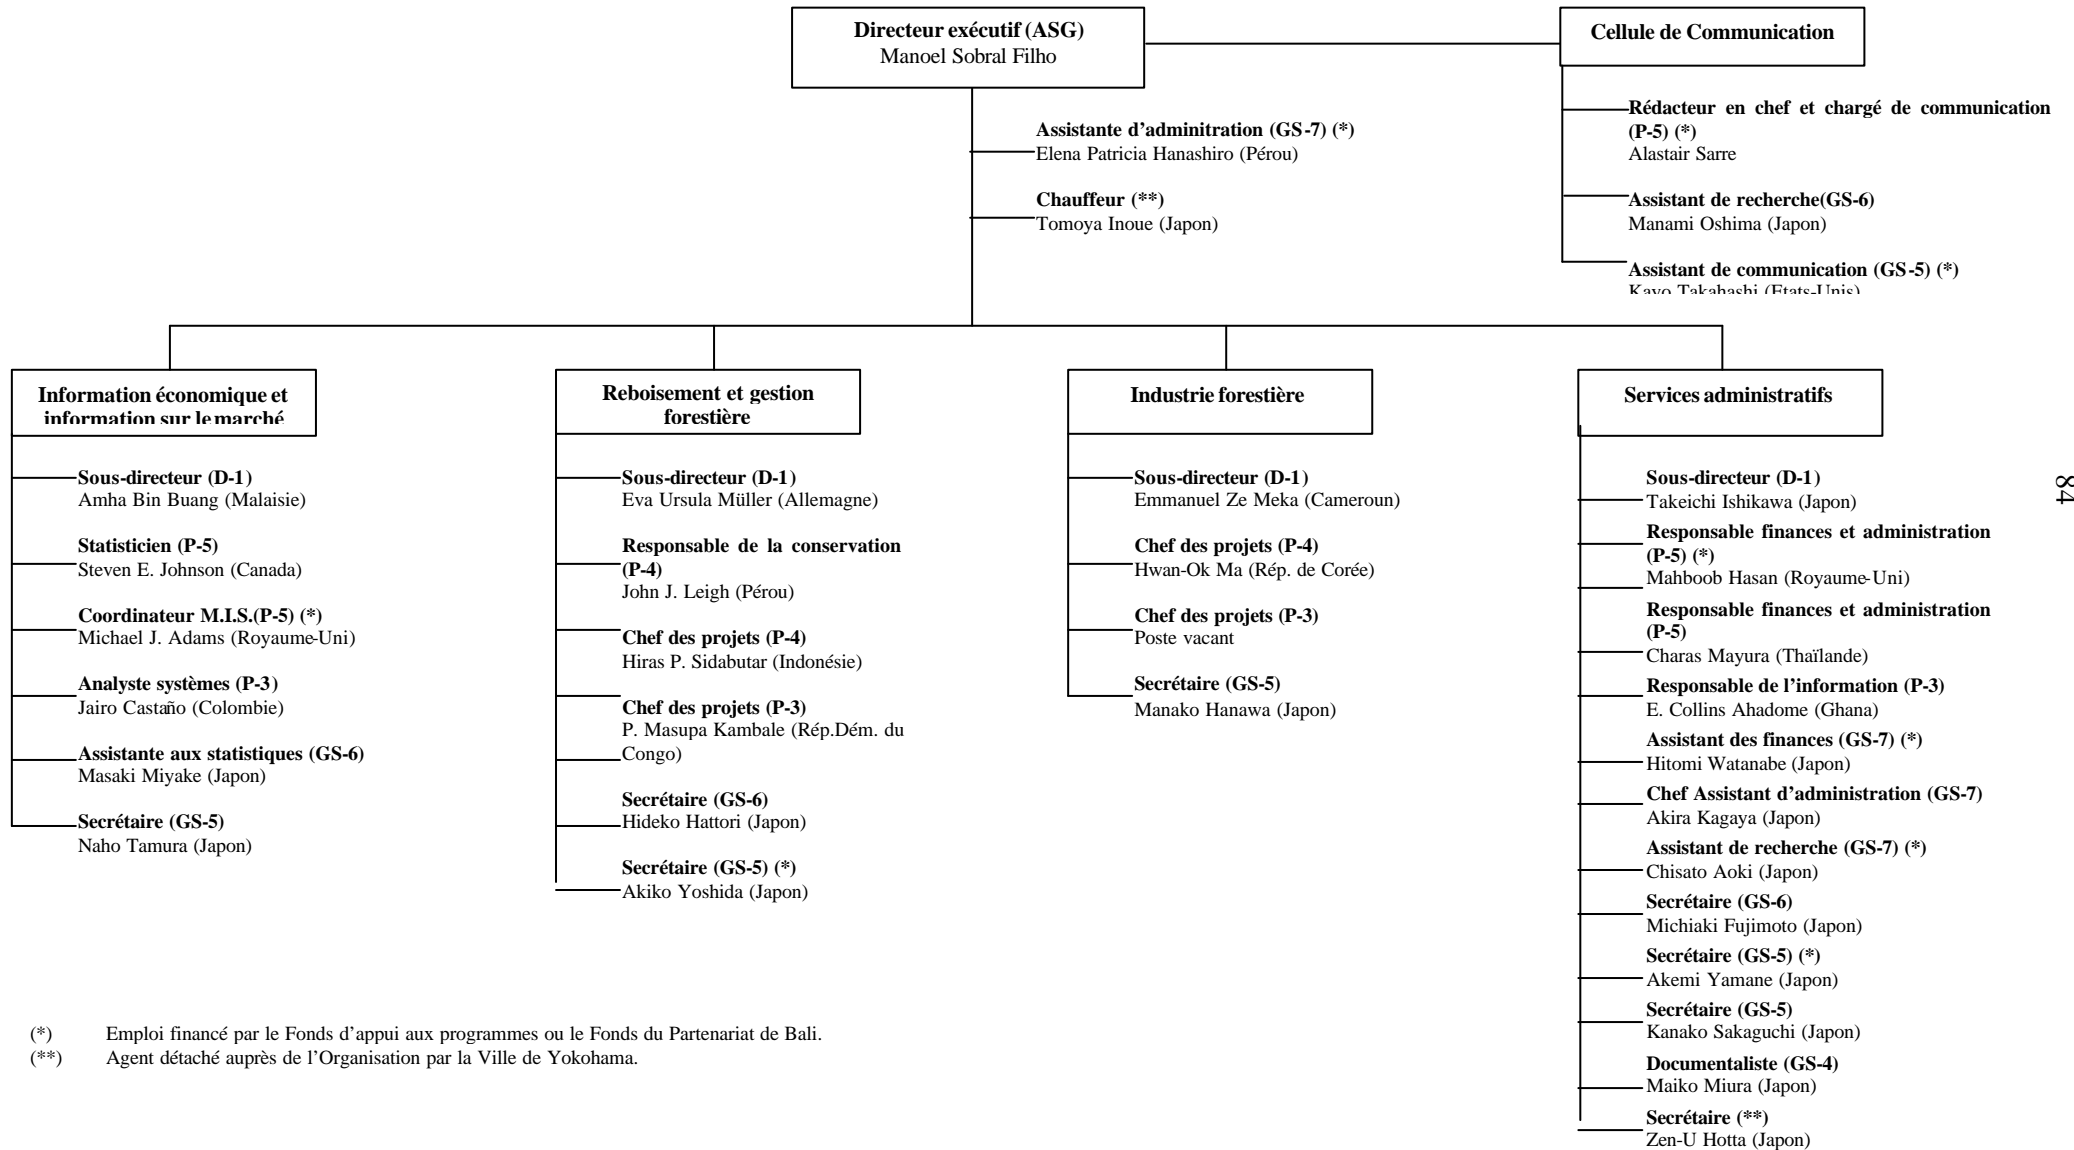 Directeur exécutif (ASG)
Manoel Sobral Filho
Cellule de Communication
Rédacteur en chef et chargé de communication
(P-5) (*)
Alastair Sarre
Assistant de recherche(GS-6)
Manami Oshima (Japon)
Assistant de communication (GS-5) (*)
Kayo Takahashi (Etats-Unis)
Assistante d'adminitration (GS-7) (*)
Elena Patricia Hanashiro (Pérou)
Chauffeur (**)
Tomoya Inoue (Japon)
Information économique et
information sur le marché
Sous-directeur (D-1)
Amha Bin Buang (Malaisie)
Statisticien (P-5)
Steven E. Johnson (Canada)
Coordinateur M.I.S.(P-5) (*)
Michael J. Adams (Royaume-Uni)
Analyste systèmes (P-3)
Jairo Castaño (Colombie)
Assistante aux statistiques (GS-6)
Masaki Miyake (Japon)
Secrétaire (GS-5)
Naho Tamura (Japon)
Reboisement et gestion
forestière
Sous-directeur (D-1)
Eva Ursula Müller (Allemagne)
Responsable de la conservation
(P-4)
John J. Leigh (Pérou)
Chef des projets (P-4)
Hiras P. Sidabutar (Indonésie)
Chef des projets (P-3)
P. Masupa Kambale (Rép.Dém. du
Congo)
Secrétaire (GS-6)
Hideko Hattori (Japon)
Secrétaire (GS-5) (*)
Akiko Yoshida (Japon)
Industrie forestière
Sous-directeur (D-1)
Emmanuel Ze Meka (Cameroun)
Chef des projets (P-4)
Hwan-Ok Ma (Rép. de Corée)
Chef des projets (P-3)
Poste vacant
Secrétaire (GS-5)
Manako Hanawa (Japon)
Services administratifs
Sous-directeur (D-1)
Takeichi Ishikawa (Japon)
Responsable finances et administration
(P-5) (*)
Mahboob Hasan (Royaume-Uni)
Responsable finances et administration
(P-5)
Charas Mayura (Thaïlande)
Responsable de l'information (P-3)
E. Collins Ahadome (Ghana)
Assistant des finances (GS-7) (*)
Hitomi Watanabe (Japon)
Chef Assistant d'administration (GS-7)
Akira Kagaya (Japon)
Assistant de recherche (GS-7) (*)
Chisato Aoki (Japon)
Secrétaire (GS-6)
Michiaki Fujimoto (Japon)
Secrétaire (GS-5) (*)
Akemi Yamane (Japon)
Secrétaire (GS-5)
Kanako Sakaguchi (Japon)
Documentaliste (GS-4)
Maiko Miura (Japon)
Secrétaire (**)
Zen-U Hotta (Japon)
84
(*) Emploi financé par le Fonds d'appui aux programmes ou le Fonds du Partenariat de Bali.
(**) Agent détaché auprès de l'Organisation par la Ville de Yokohama.